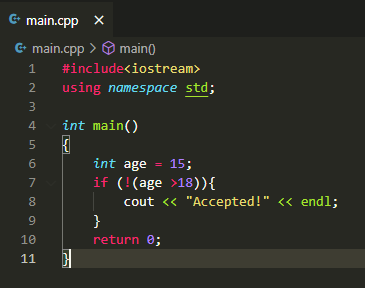 main.cpp ×
main.cpp > main()
1 #include<iostream>
2 using namespace std;
3
4 int main()
5 {
6     int age = 15;
7     if (!(age >18)){
8         cout << "Accepted!" << endl;
9     }
10     return 0;
11 }